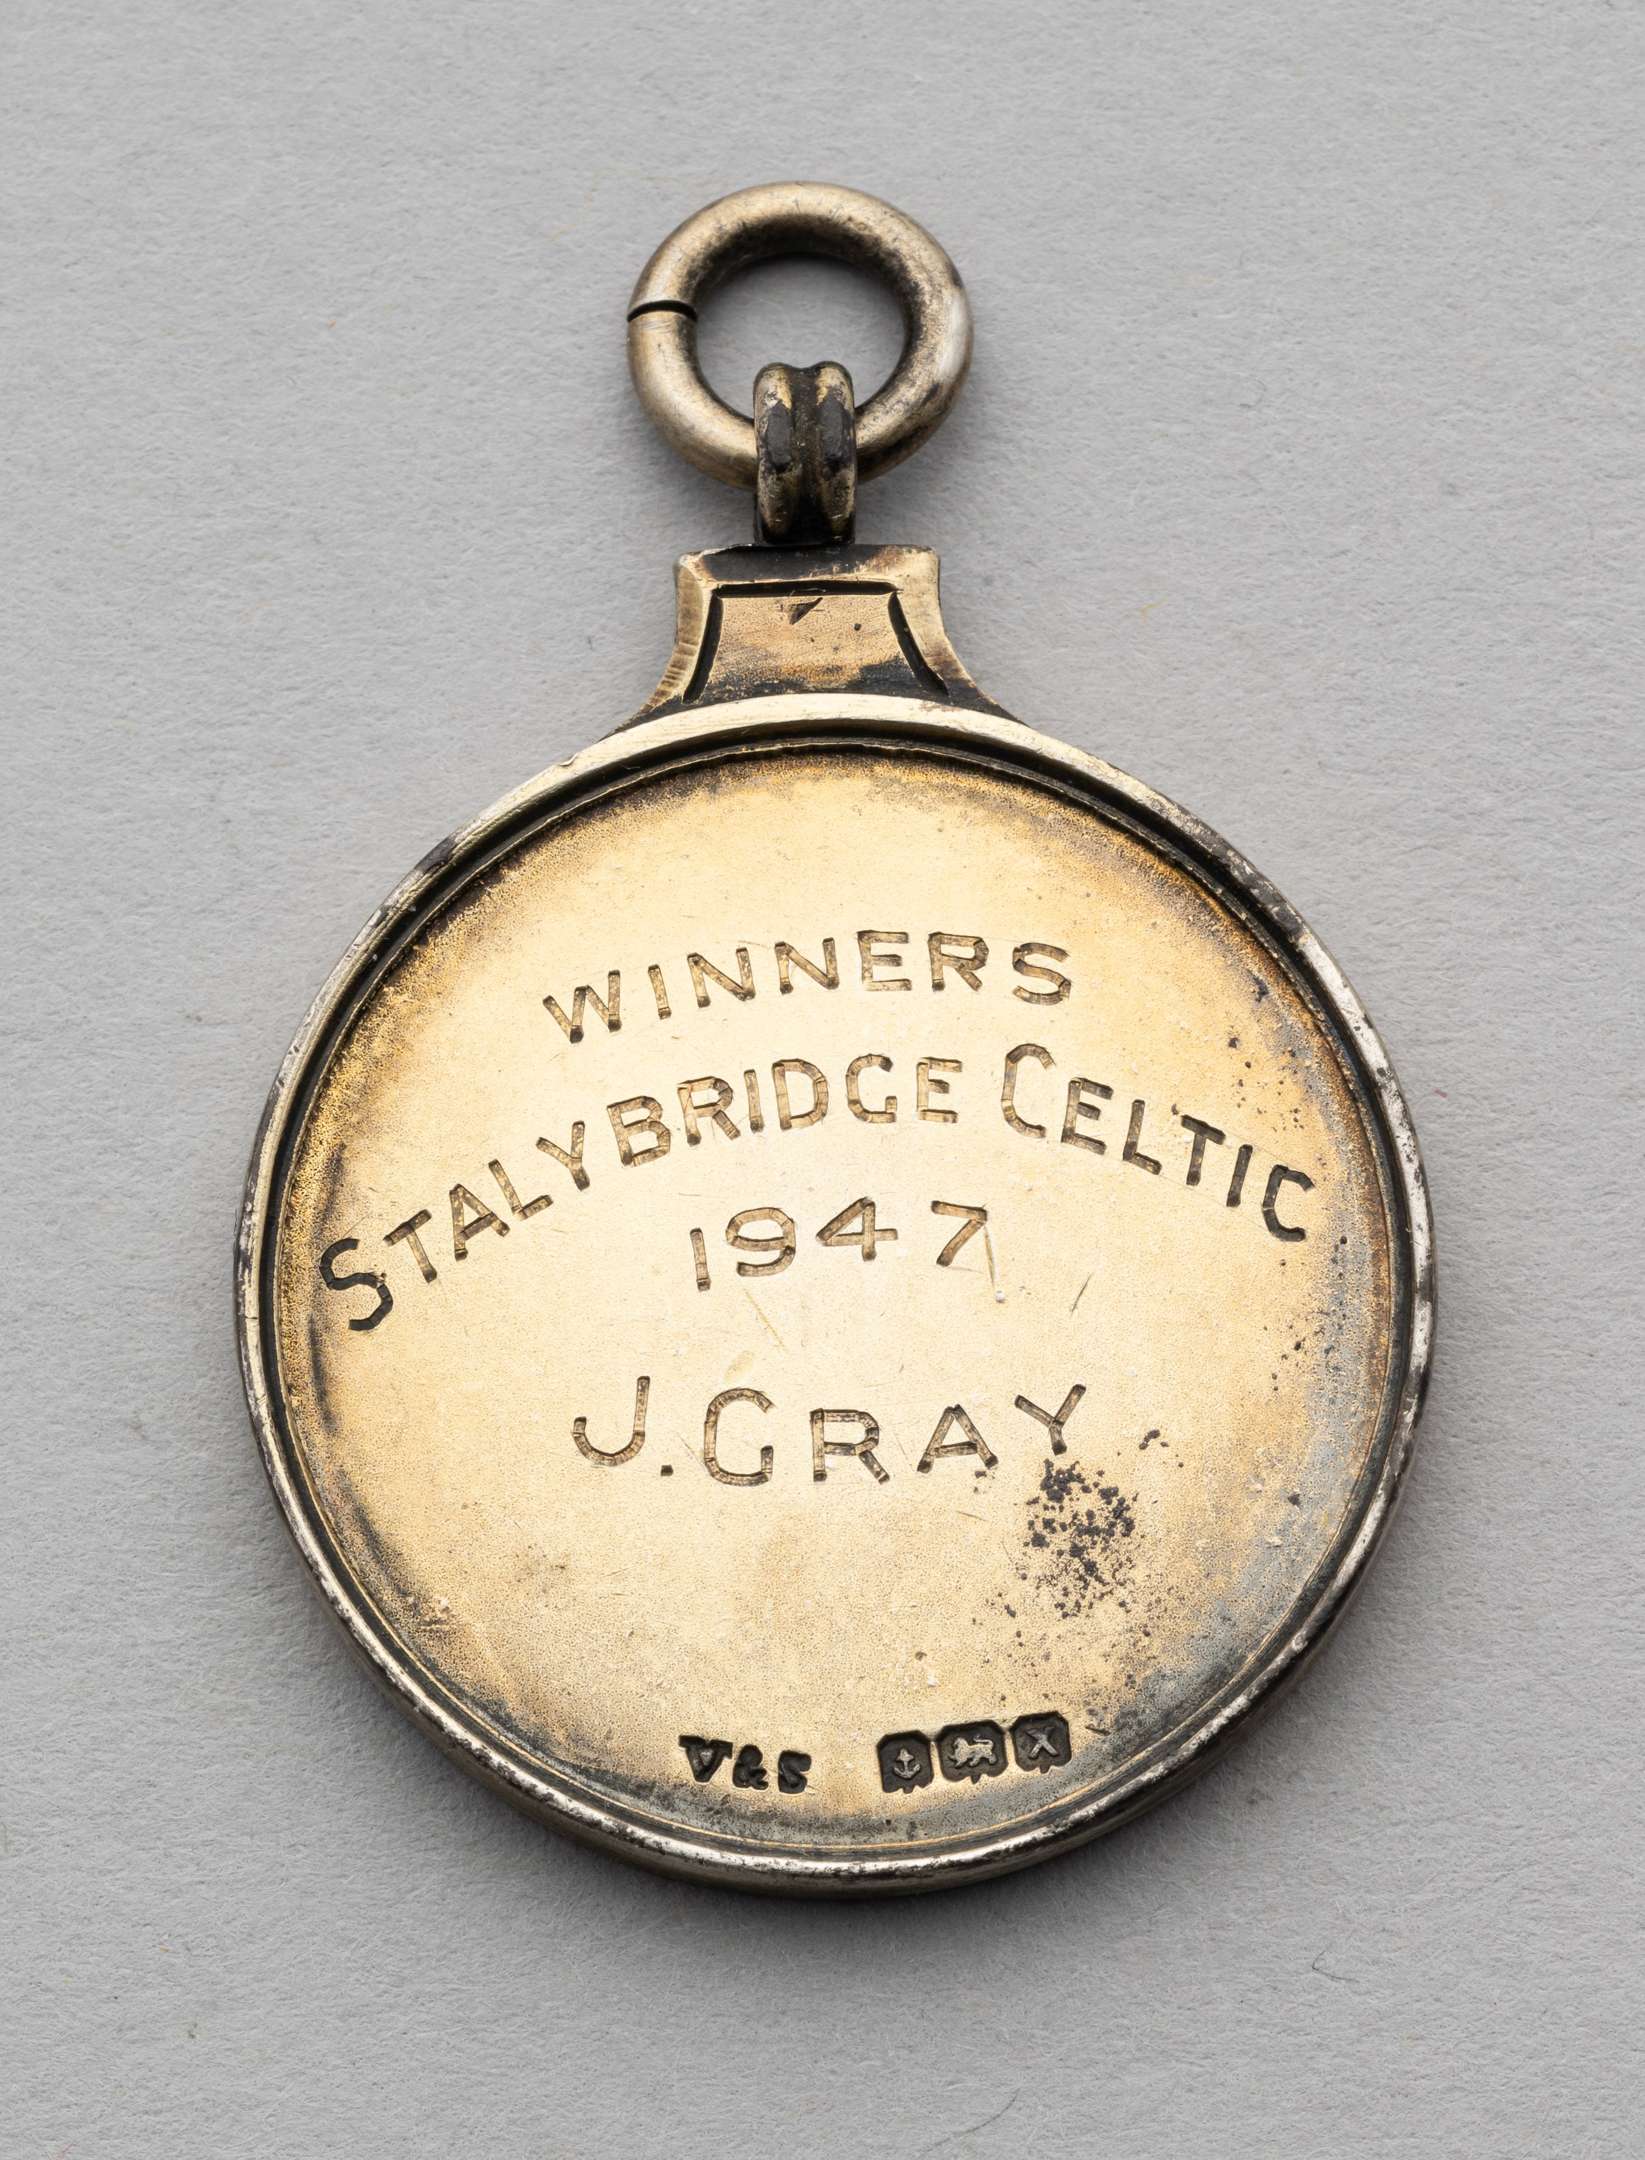 WINNERS
STALYBRIDGE CELTIC
1947
J. GRAY
V&S X